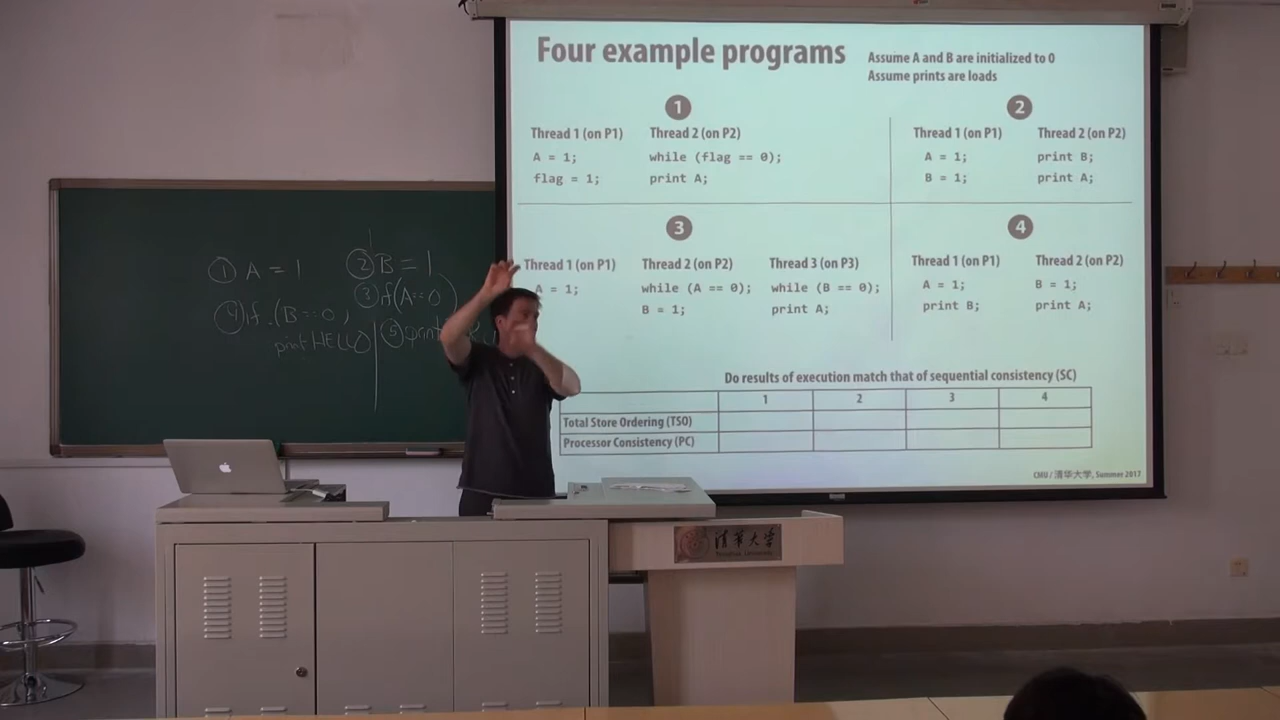 Four example programs
Assume A and B are initialized to 0
Assume prints are loads
1
Thread 1 (on P1)
A = 1;
flag = 1;
Thread 2 (on P2)
while (flag == 0);
print A;
2
Thread 1 (on P1)
A = 1;
B = 1;
Thread 2 (on P2)
print B;
print A;
3
Thread 1 (on P1)
A = 1;
Thread 2 (on P2)
while (A == 0);
B = 1;
Thread 3 (on P3)
while (B == 0);
print A;
4
Thread 1 (on P1)
A = 1;
print B;
Thread 2 (on P2)
B = 1;
print A;
Do results of execution match that of sequential consistency (SC)
1 2 3 4
Total Store Ordering (TSO)
Processor Consistency (PC)
CMU / 清华大学, Summer 2017
① A = 1
④ if (B == 0)
print HELLO
② B = 1
③ if (A == 0)
⑤
清华大学
Tsinghua University